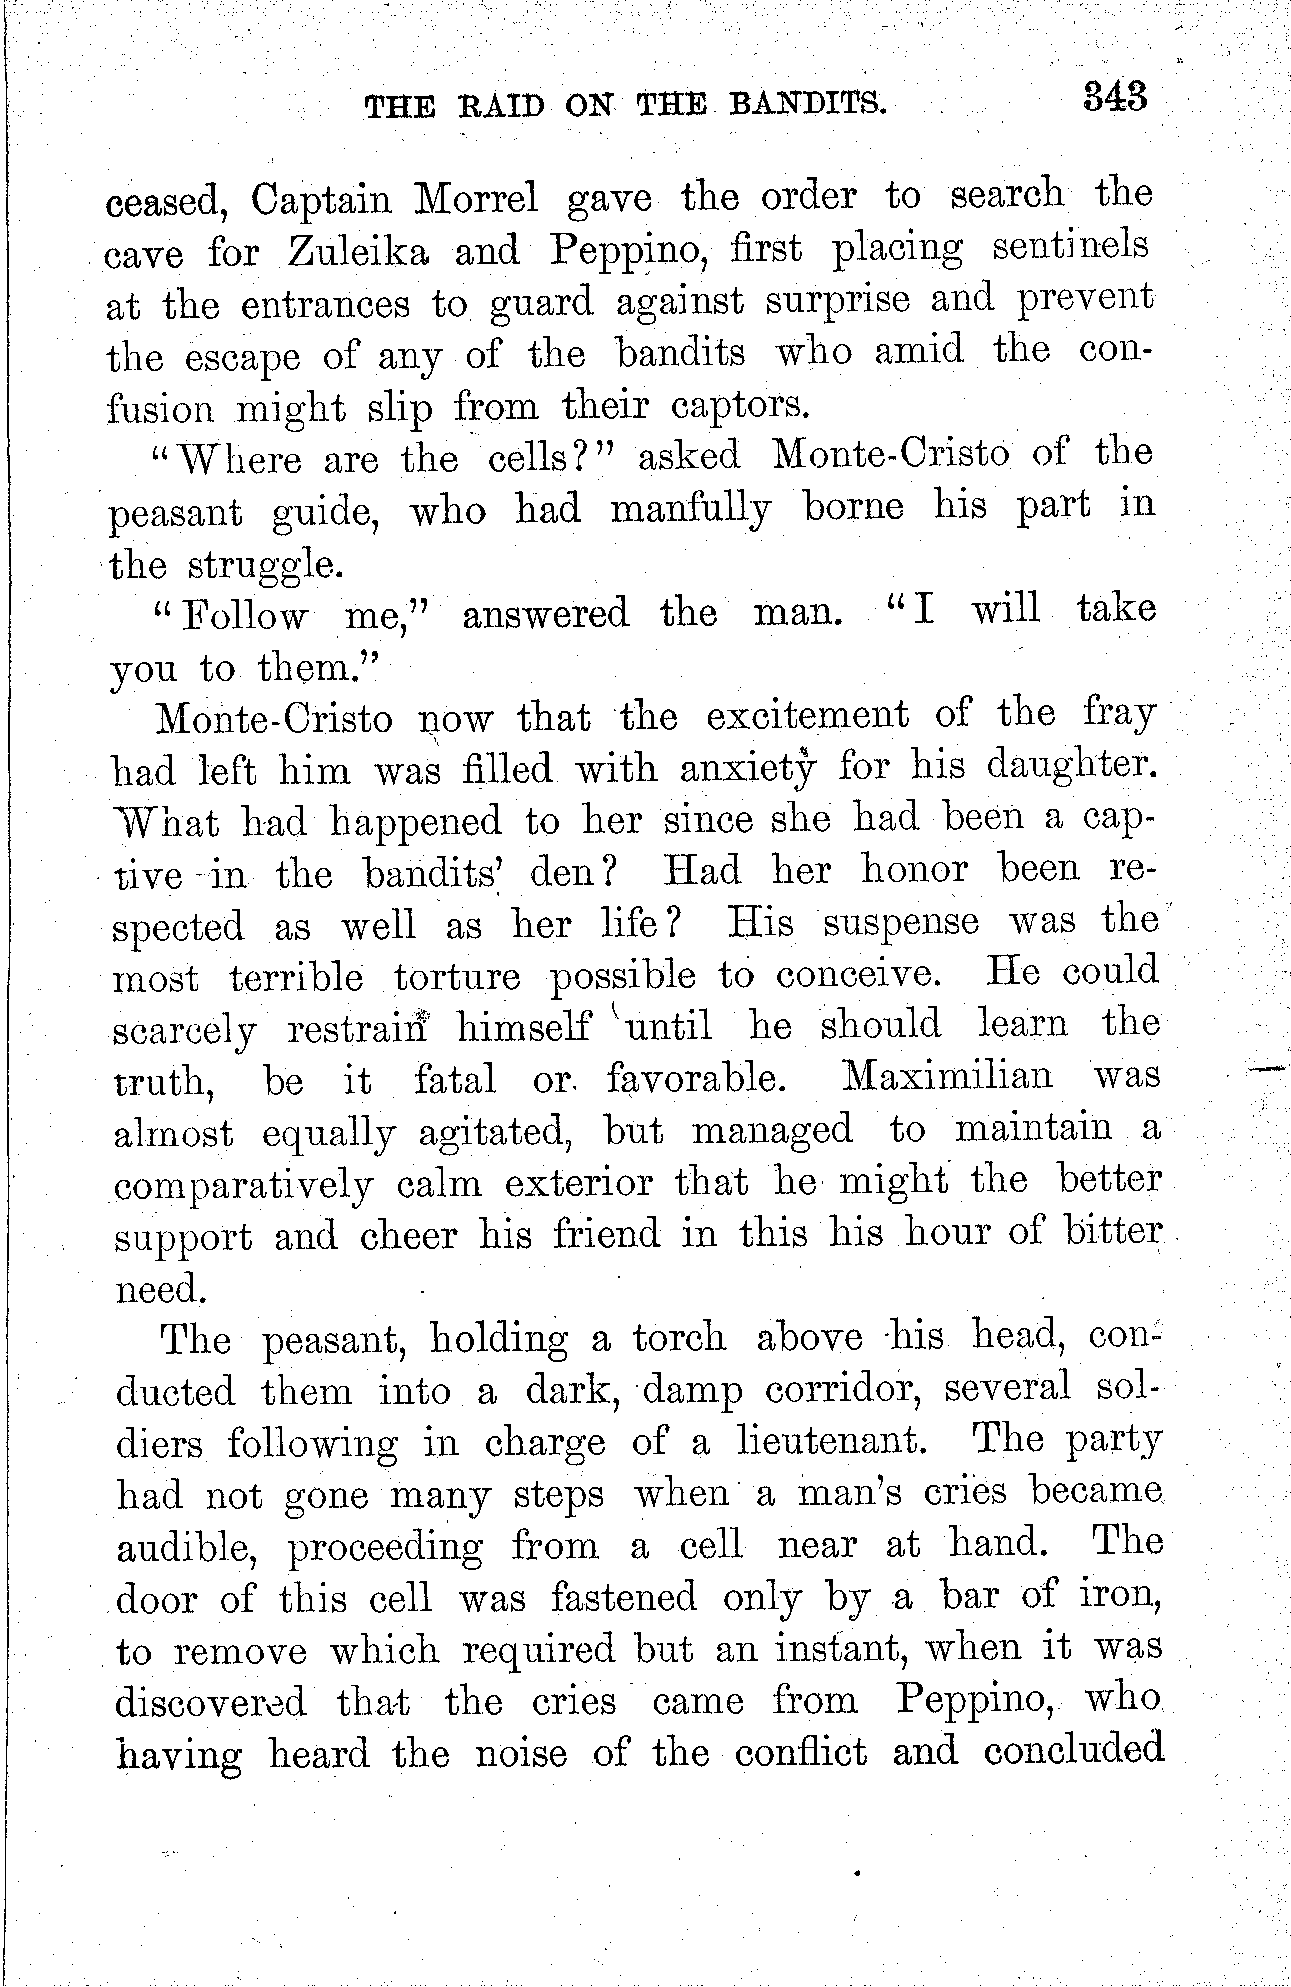 THE RAID ON THE BANDITS. 343
ceased, Captain Morrel gave the order to search the
cave for Zuleika and Peppino, first placing sentinels
at the entrances to guard against surprise and prevent
the escape of any of the bandits who amid the con-
fusion might slip from their captors.
"Where are the cells?" asked Monte-Cristo of the
peasant guide, who had manfully borne his part in
the struggle.
"Follow me," answered the man. "I will take
you to them."
Monte-Cristo now that the excitement of the fray
had left him was filled with anxiety for his daughter.
What had happened to her since she had been a cap-
tive in the bandits' den? Had her honor been re-
spected as well as her life? His suspense was the
most terrible torture possible to conceive. He could
scarcely restrain himself until he should learn the
truth, be it fatal or favorable. Maximilian was
almost equally agitated, but managed to maintain a
comparatively calm exterior that he might the better
support and cheer his friend in this his hour of bitter
need.
The peasant, holding a torch above his head, con-
ducted them into a dark, damp corridor, several sol-
diers following in charge of a lieutenant. The party
had not gone many steps when a man's cries became
audible, proceeding from a cell near at hand. The
door of this cell was fastened only by a bar of iron,
to remove which required but an instant, when it was
discovered that the cries came from Peppino, who
having heard the noise of the conflict and concluded